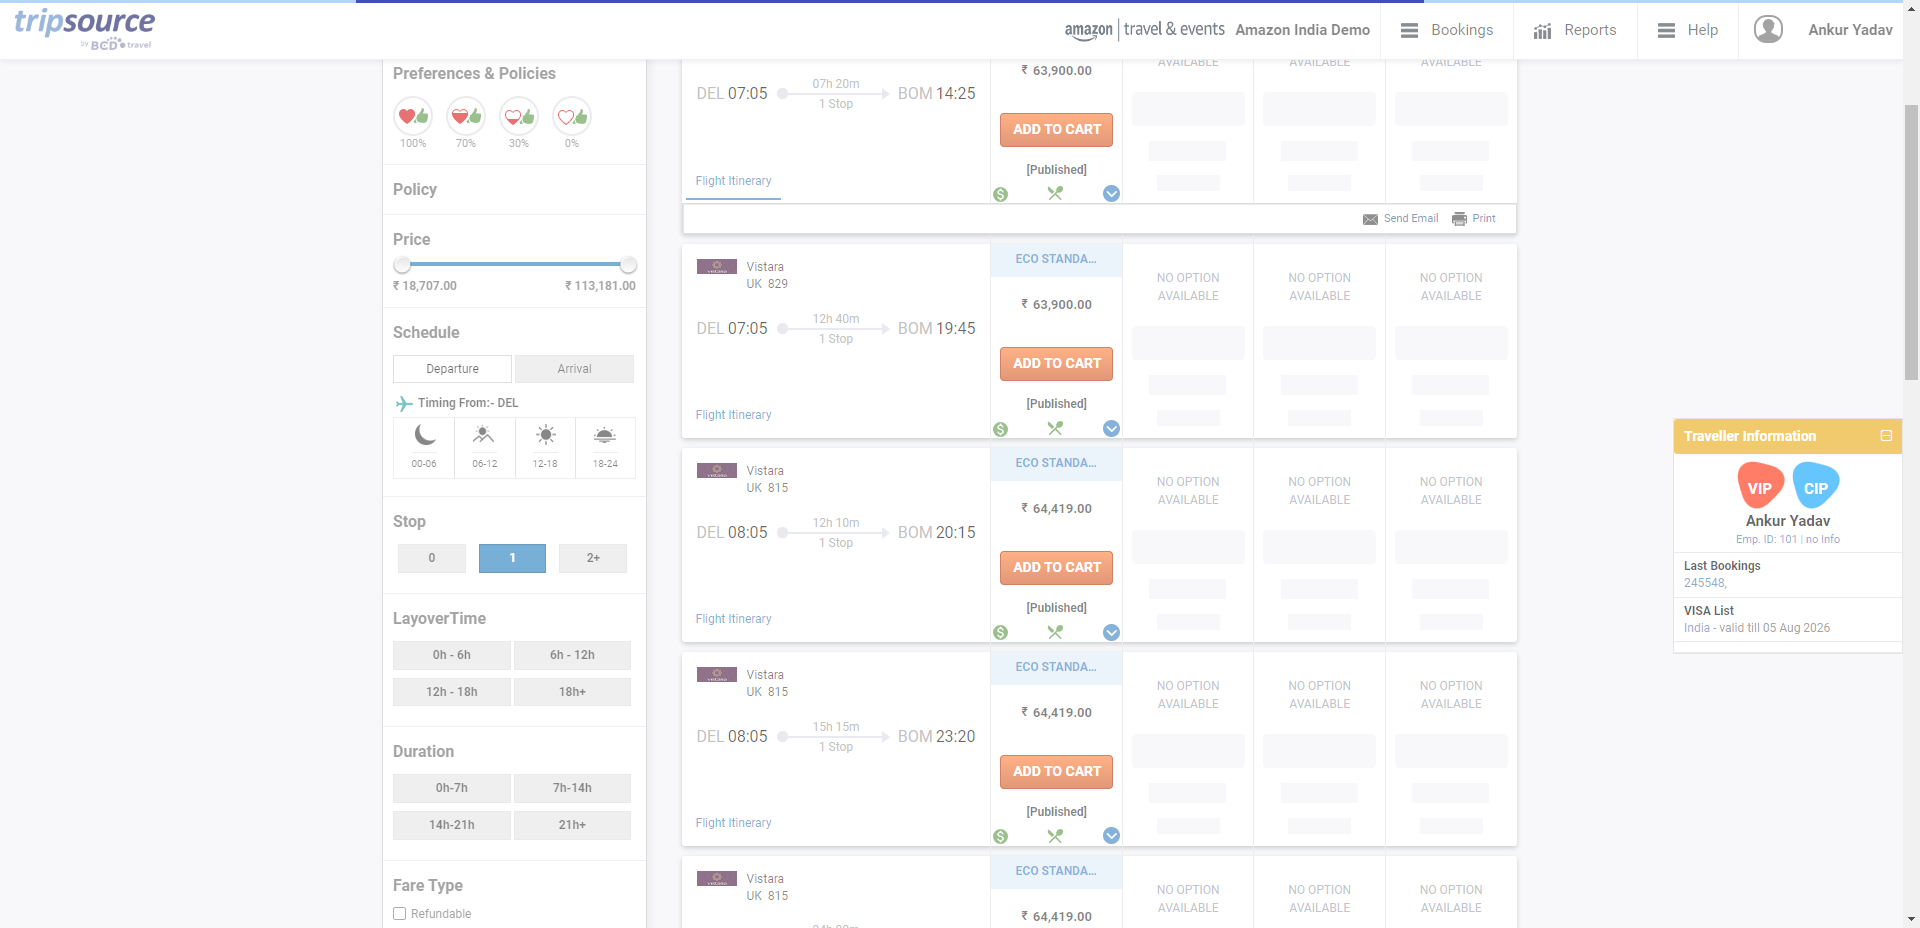 tripsource
by BCD travel
amazon | travel & events
Amazon India Demo
Bookings
Reports
Help
Ankur Yadav
Preferences & Policies
100%
70%
30%
0%
Policy
Price
₹ 18,707.00
₹ 113,181.00
Schedule
Departure
Arrival
Timing From:- DEL
00-06
06-12
12-18
18-24
Stop
0
1
2+
LayoverTime
0h - 6h
6h - 12h
12h - 18h
18h+
Duration
0h-7h
7h-14h
14h-21h
21h+
Fare Type
Refundable
DEL 07:05
07h 20m
1 Stop
BOM 14:25
Flight Itinerary
₹ 63,900.00
ADD TO CART
[Published]
AVAILABLE
AVAILABLE
AVAILABLE
Send Email
Print
Vistara
UK 829
DEL 07:05
12h 40m
1 Stop
BOM 19:45
Flight Itinerary
ECO STANDA...
₹ 63,900.00
ADD TO CART
[Published]
NO OPTION
AVAILABLE
NO OPTION
AVAILABLE
NO OPTION
AVAILABLE
Vistara
UK 815
DEL 08:05
12h 10m
1 Stop
BOM 20:15
Flight Itinerary
ECO STANDA...
₹ 64,419.00
ADD TO CART
[Published]
NO OPTION
AVAILABLE
NO OPTION
AVAILABLE
NO OPTION
AVAILABLE
Vistara
UK 815
DEL 08:05
15h 15m
1 Stop
BOM 23:20
Flight Itinerary
ECO STANDA...
₹ 64,419.00
ADD TO CART
[Published]
NO OPTION
AVAILABLE
NO OPTION
AVAILABLE
NO OPTION
AVAILABLE
Vistara
UK 815
ECO STANDA...
₹ 64,419.00
NO OPTION
AVAILABLE
NO OPTION
AVAILABLE
NO OPTION
AVAILABLE
Traveller Information
VIP
CIP
Ankur Yadav
Emp. ID: 101 | no Info
Last Bookings
245548,
VISA List
India - valid till 05 Aug 2026